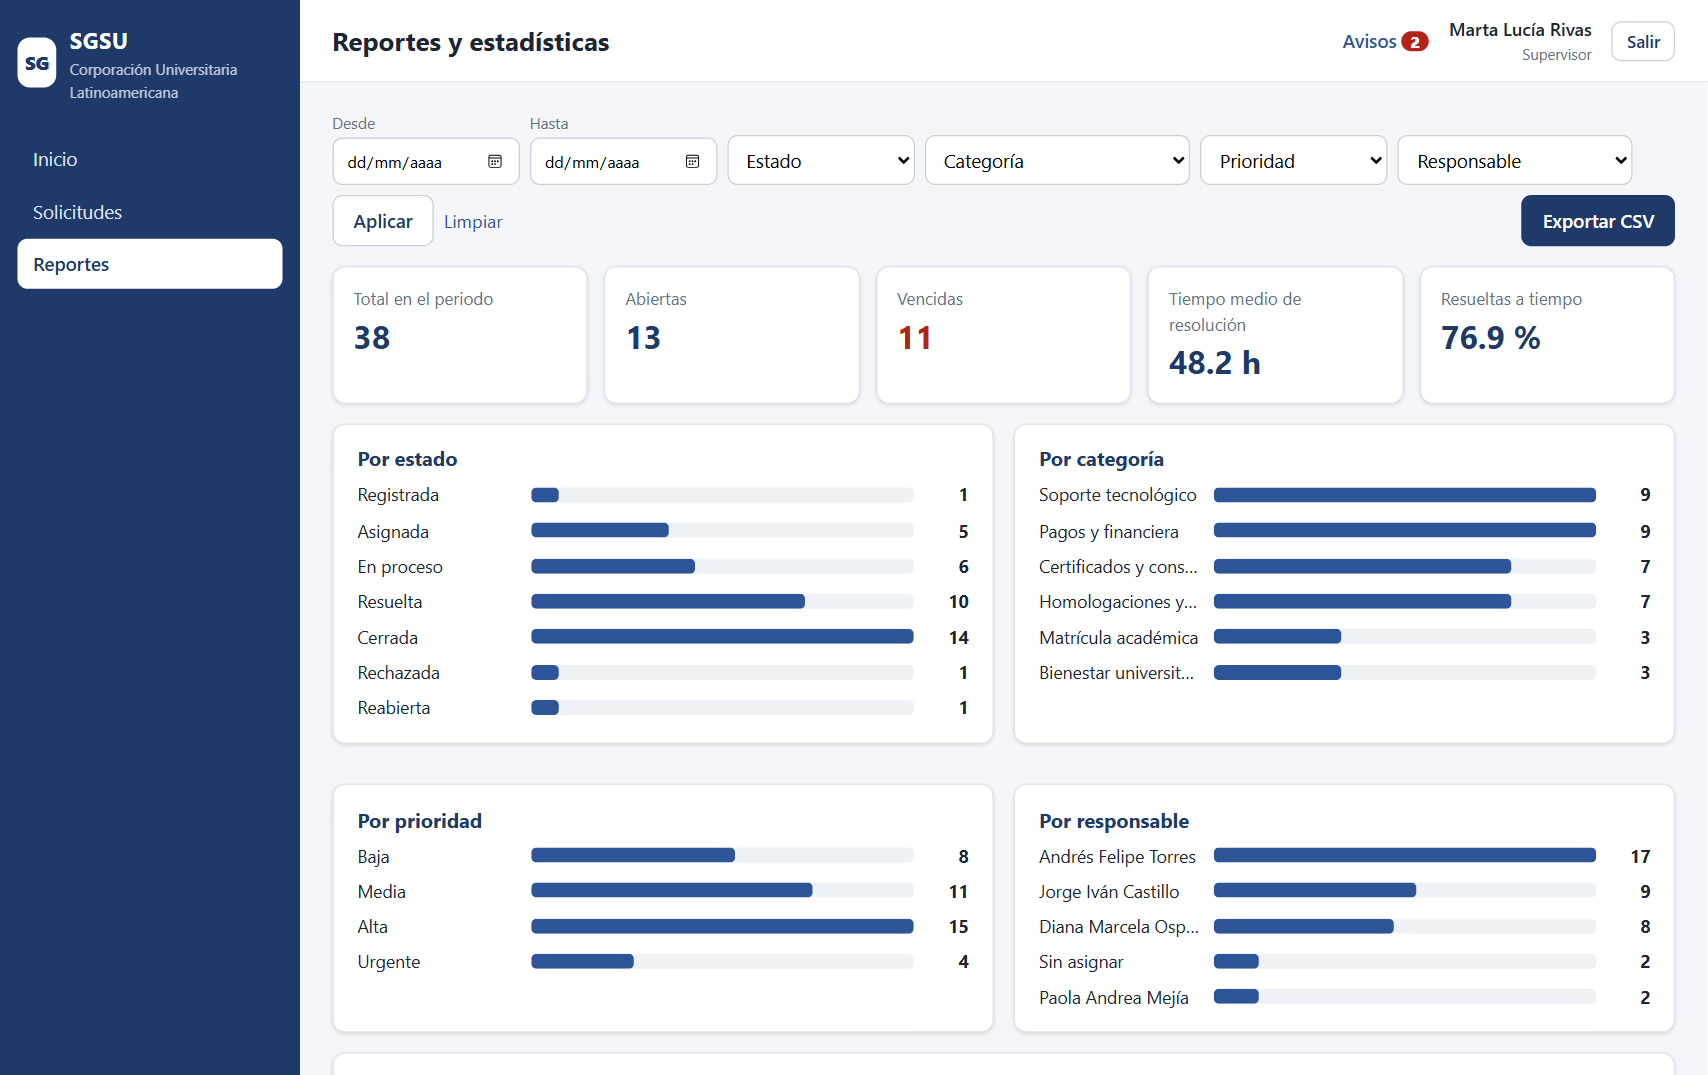 SG
SGSU
Corporación Universitaria
Latinoamericana
Inicio
Solicitudes
Reportes
Reportes y estadísticas
Avisos 2
Marta Lucía Rivas
Supervisor
Salir
Desde
Hasta
dd/mm/aaaa
dd/mm/aaaa
Estado
Categoría
Prioridad
Responsable
Aplicar
Limpiar
Exportar CSV
Total en el periodo
38
Abiertas
13
Vencidas
11
Tiempo medio de
resolución
48.2 h
Resueltas a tiempo
76.9 %
Por estado
Registrada 1
Asignada 5
En proceso 6
Resuelta 10
Cerrada 14
Rechazada 1
Reabierta 1
Por categoría
Soporte tecnológico 9
Pagos y financiera 9
Certificados y cons... 7
Homologaciones y... 7
Matrícula académica 3
Bienestar universit... 3
Por prioridad
Baja 8
Media 11
Alta 15
Urgente 4
Por responsable
Andrés Felipe Torres 17
Jorge Iván Castillo 9
Diana Marcela Osp... 8
Sin asignar 2
Paola Andrea Mejía 2